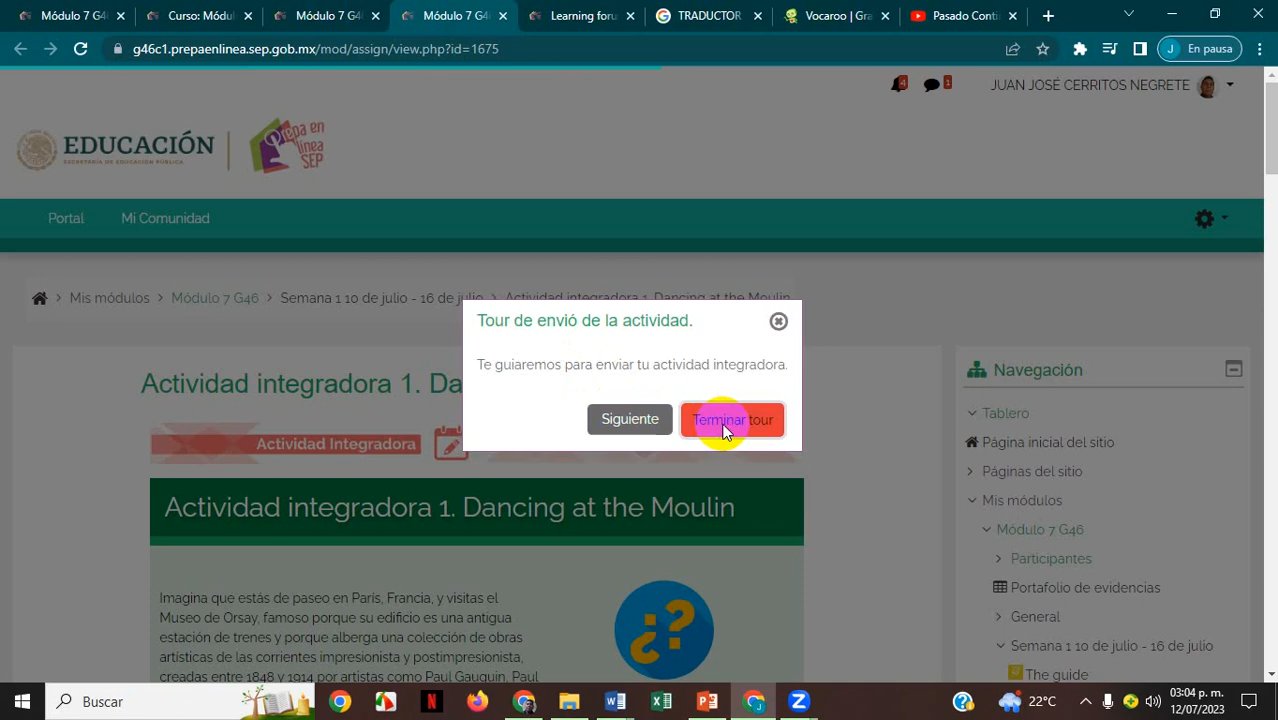 Módulo 7 G4
Curso: Módu
Módulo 7 G4
Módulo 7 G4
Learning foru
TRADUCTOR
Vocaroo | Gra
Pasado Conti
g46c1.prepaenlinea.sep.gob.mx/mod/assign/view.php?id=1675
J En pausa
4 1 JUAN JOSÉ CERRITOS NEGRETE
EDUCACIÓN
SECRETARÍA DE EDUCACIÓN PÚBLICA
Prepa en
línea
SEP
Portal Mi Comunidad
> Mis módulos > Módulo 7 G46 > Semana 1 10 de julio - 16 de julio > Actividad integradora 1. Dancing at the Moulin
Tour de envió de la actividad.
Te guiaremos para enviar tu actividad integradora.
Siguiente Terminar tour
Actividad integradora 1. Da
Actividad Integradora
Actividad integradora 1. Dancing at the Moulin
Imagina que estás de paseo en París, Francia, y visitas el
Museo de Orsay, famoso porque su edificio es una antigua
estación de trenes y porque alberga una colección de obras
artísticas de las corrientes impresionista y postimpresionista,
creadas entre 1848 y 1914 por artistas como Paul Gauguin, Paul
¿?
Navegación
Tablero
Página inicial del sitio
Páginas del sitio
Mis módulos
Módulo 7 G46
Participantes
Portafolio de evidencias
General
Semana 1 10 de julio - 16 de julio
The guide
Buscar
22°C
03:04 p. m.
12/07/2023